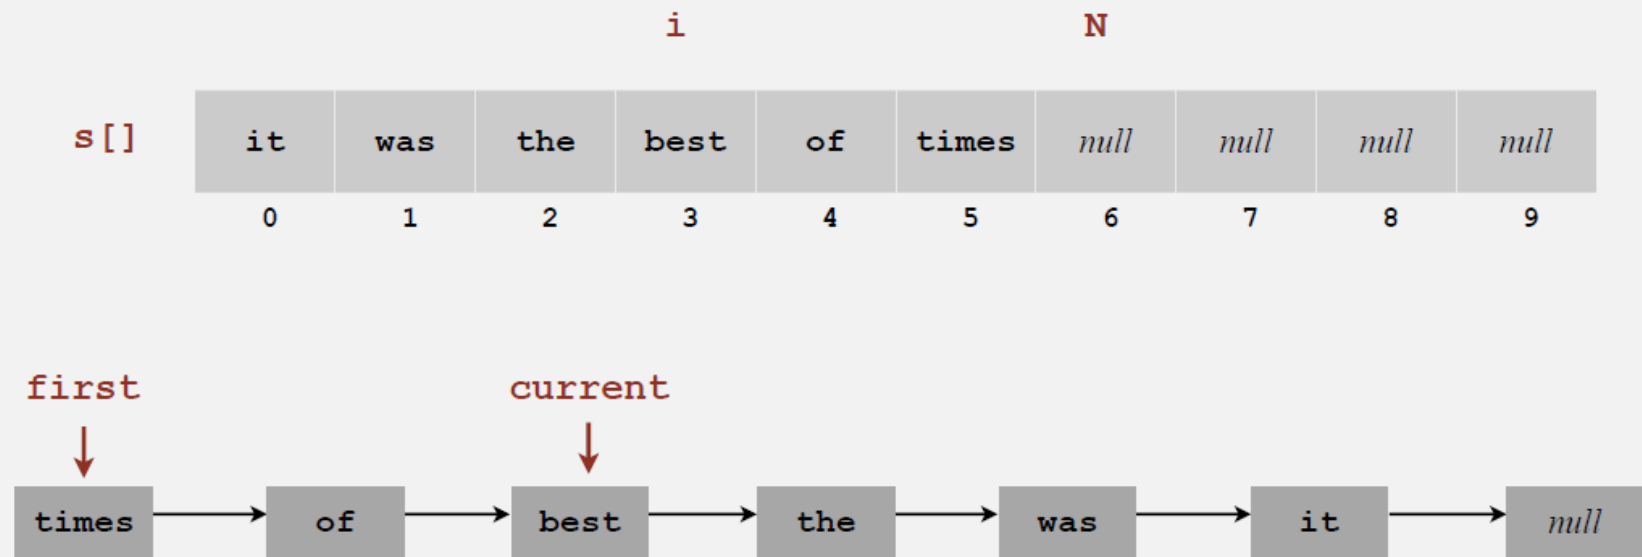 i N
s[] it was the best of times null null null null
0 1 2 3 4 5 6 7 8 9
first current
times of best the was it null